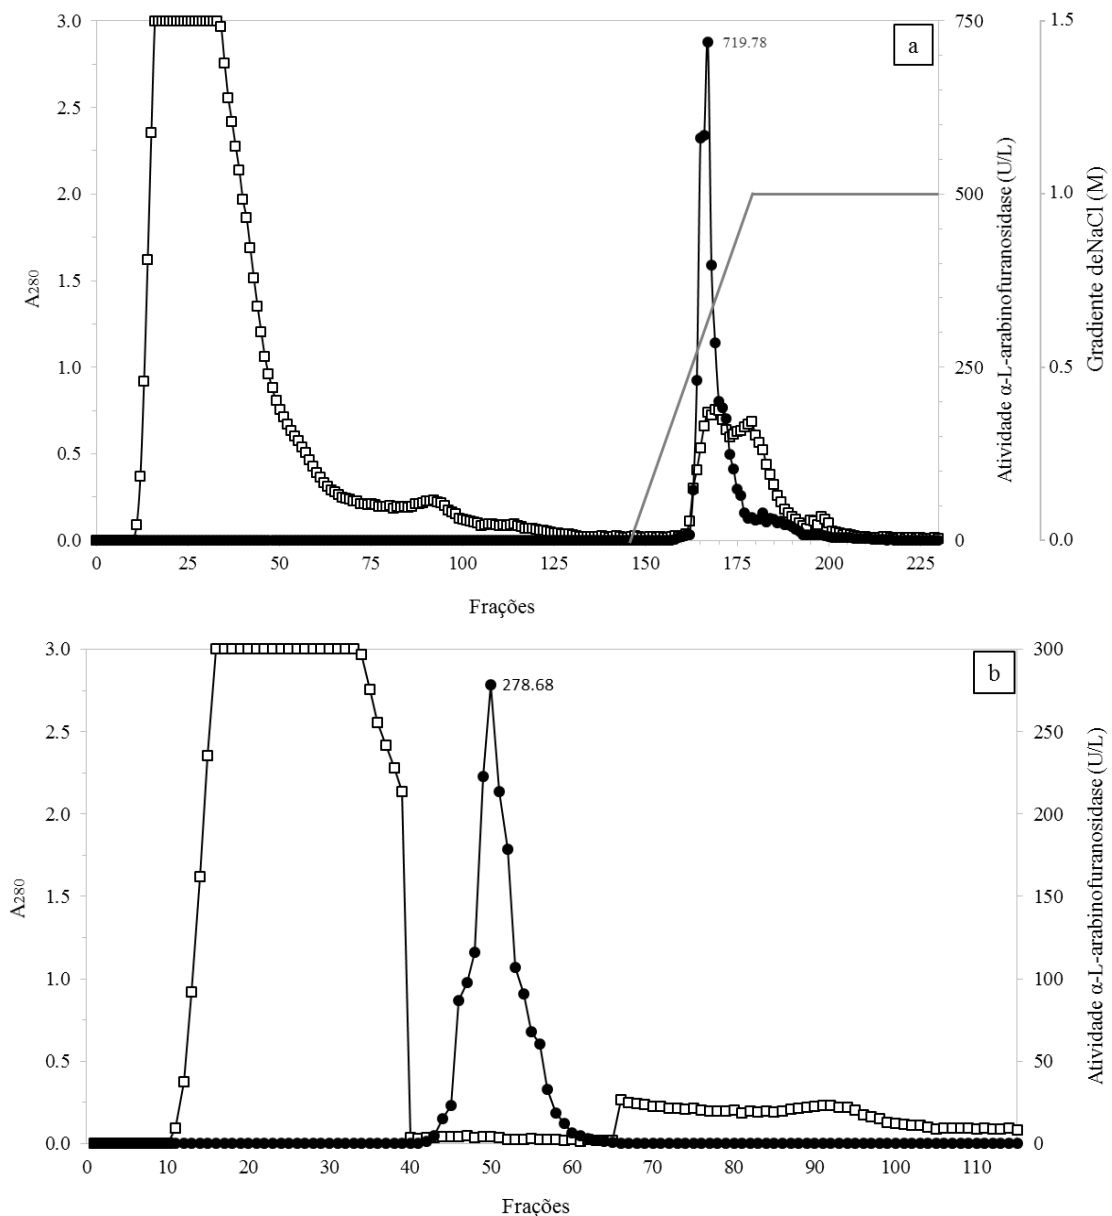 a
719.78
3.0
2.5
2.0
1.5
1.0
0.5
0.0
A280
750
500
250
0
Atividade α-L-arabinofuranosidase (U/L)
1.5
1.0
0.5
0.0
Gradiente deNaCl (M)
0 25 50 75 100 125 150 175 200 225
Frações
b
278.68
3.0
2.5
2.0
1.5
1.0
0.5
0.0
A280
300
250
200
150
100
50
0
Atividade α-L-arabinofuranosidase (U/L)
0 10 20 30 40 50 60 70 80 90 100 110
Frações